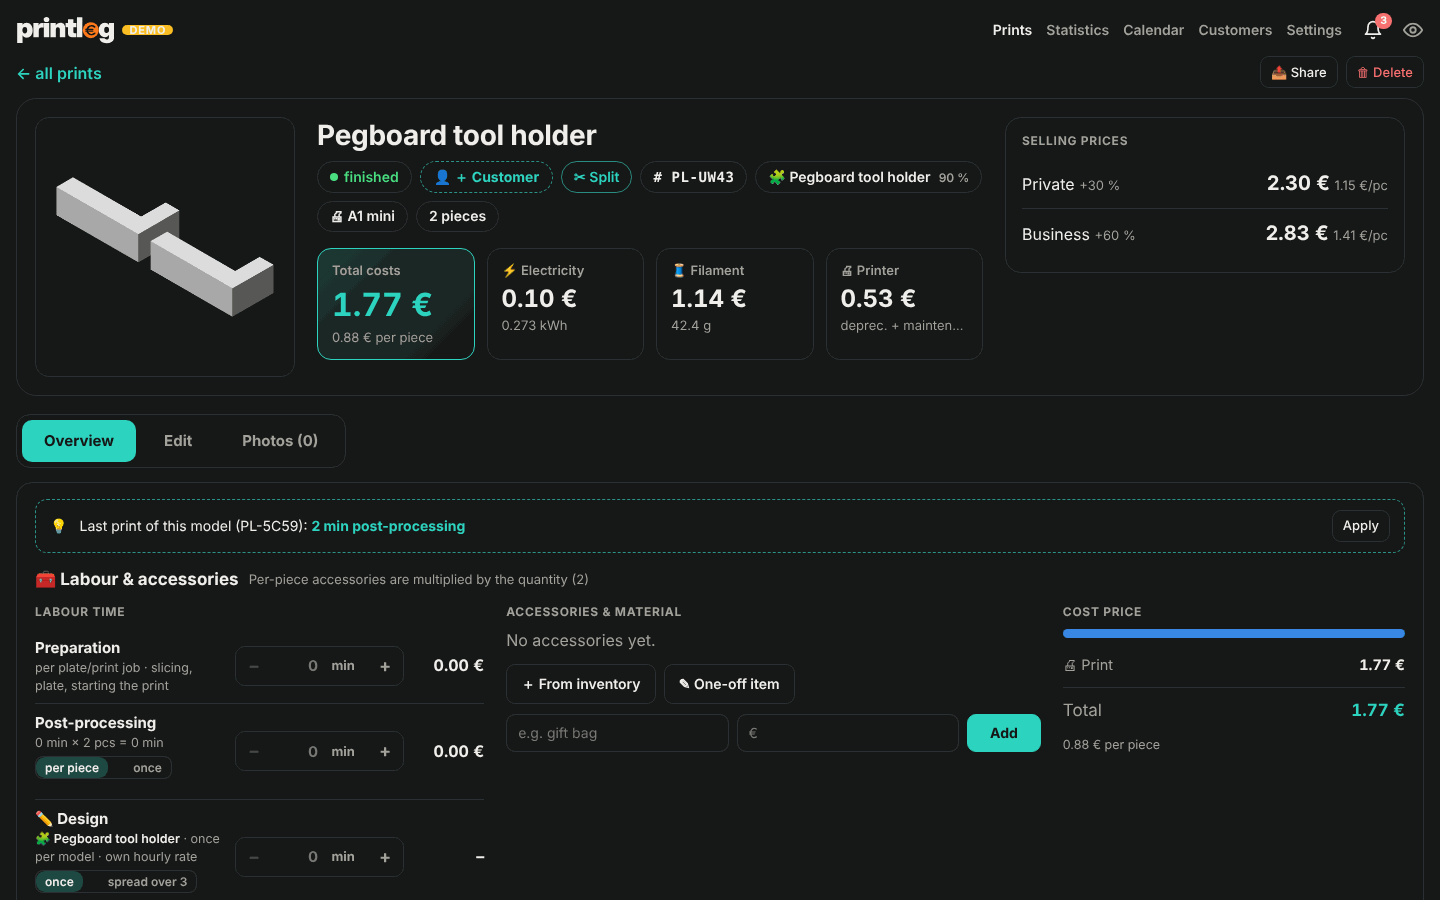 printl€g DEMO
Prints Statistics Calendar Customers Settings 3
← all prints
📤 Share 🗑 Delete
Pegboard tool holder
● finished 👤 + Customer ✂ Split # PL-UW43 🧩 Pegboard tool holder 90 %
🖨 A1 mini 2 pieces
Total costs
1.77 €
0.88 € per piece
⚡ Electricity
0.10 €
0.273 kWh
🧵 Filament
1.14 €
42.4 g
🖨 Printer
0.53 €
deprec. + mainten...
SELLING PRICES
Private +30 % 2.30 € 1.15 €/pc
Business +60 % 2.83 € 1.41 €/pc
Overview Edit Photos (0)
💡 Last print of this model (PL-5C59): 2 min post-processing Apply
🧰 Labour & accessories Per-piece accessories are multiplied by the quantity (2)
LABOUR TIME
Preparation
per plate/print job · slicing,
plate, starting the print
− 0 min + 0.00 €
Post-processing
0 min × 2 pcs = 0 min
per piece once
− 0 min + 0.00 €
✏️ Design
🧩 Pegboard tool holder · once
per model · own hourly rate
once spread over 3
− 0 min + –
ACCESSORIES & MATERIAL
No accessories yet.
+ From inventory ✎ One-off item
e.g. gift bag € Add
COST PRICE
🖨 Print 1.77 €
Total 1.77 €
0.88 € per piece